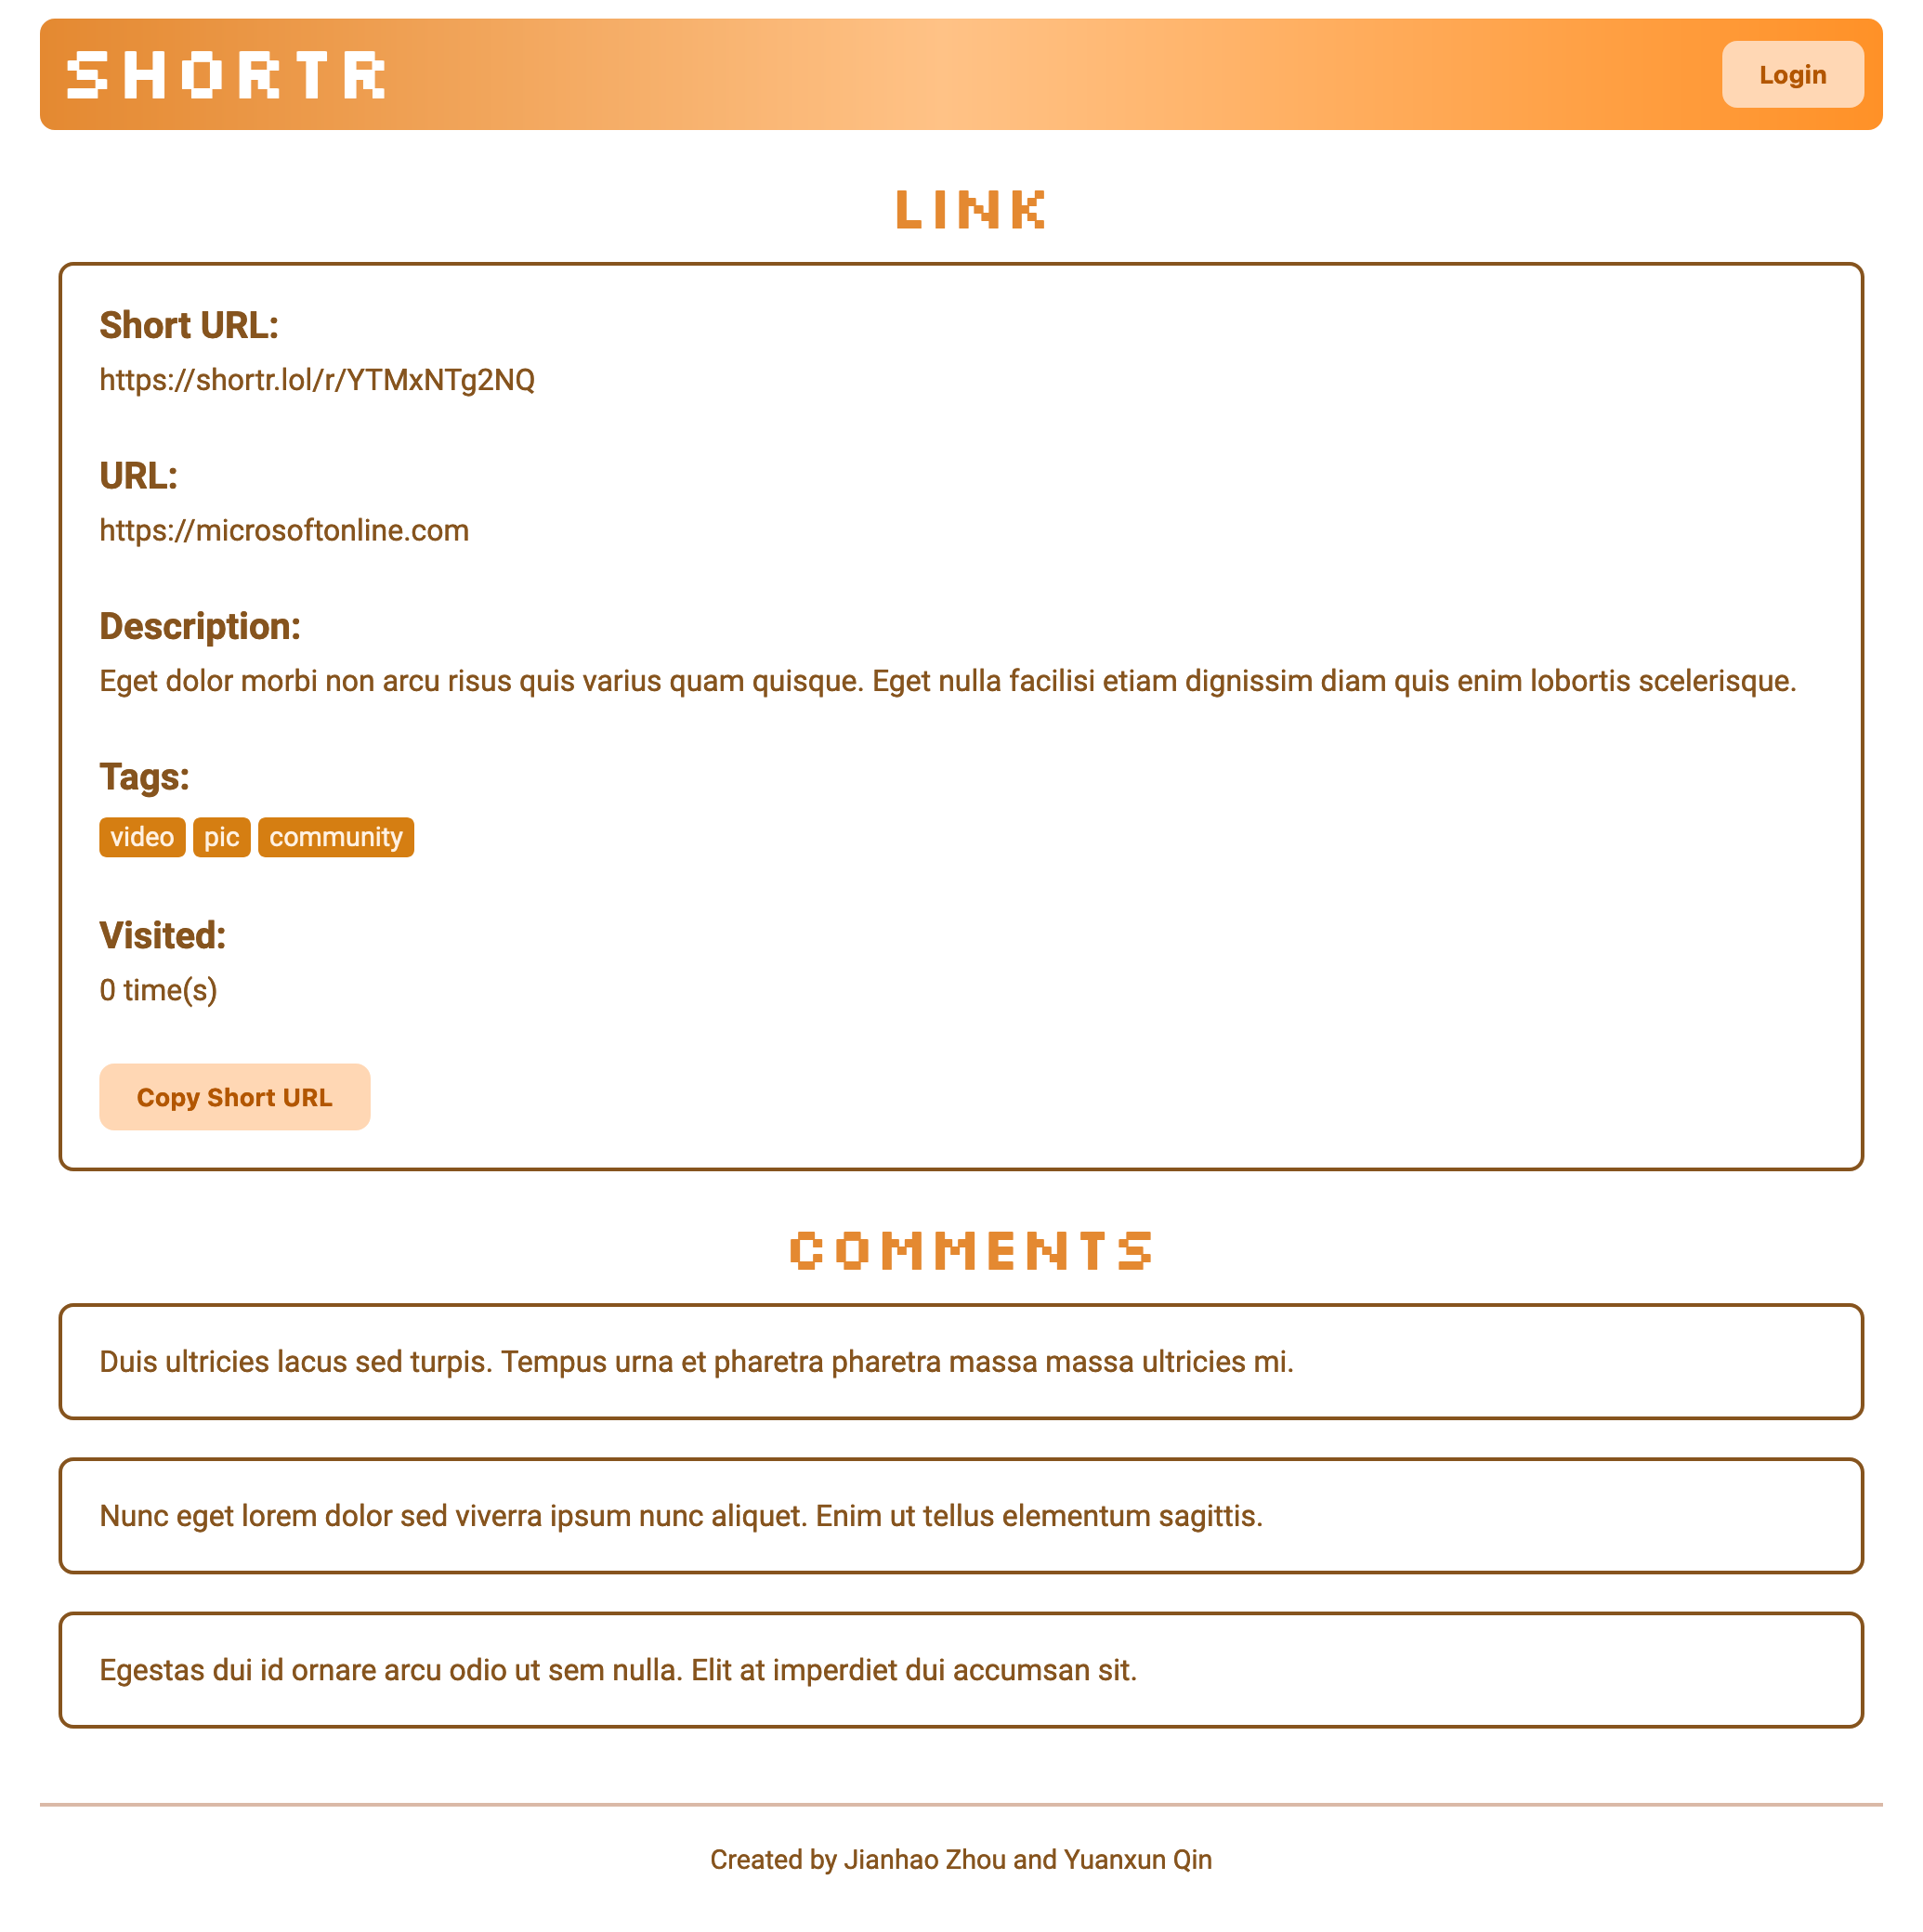 SHORTR
Login
LINK
Short URL:
https://shortr.lol/r/YTMxNTg2NQ
URL:
https://microsoftonline.com
Description:
Eget dolor morbi non arcu risus quis varius quam quisque. Eget nulla facilisi etiam dignissim diam quis enim lobortis scelerisque.
Tags:
video pic community
Visited:
0 time(s)
Copy Short URL
COMMENTS
Duis ultricies lacus sed turpis. Tempus urna et pharetra pharetra massa massa ultricies mi.
Nunc eget lorem dolor sed viverra ipsum nunc aliquet. Enim ut tellus elementum sagittis.
Egestas dui id ornare arcu odio ut sem nulla. Elit at imperdiet dui accumsan sit.
Created by Jianhao Zhou and Yuanxun Qin